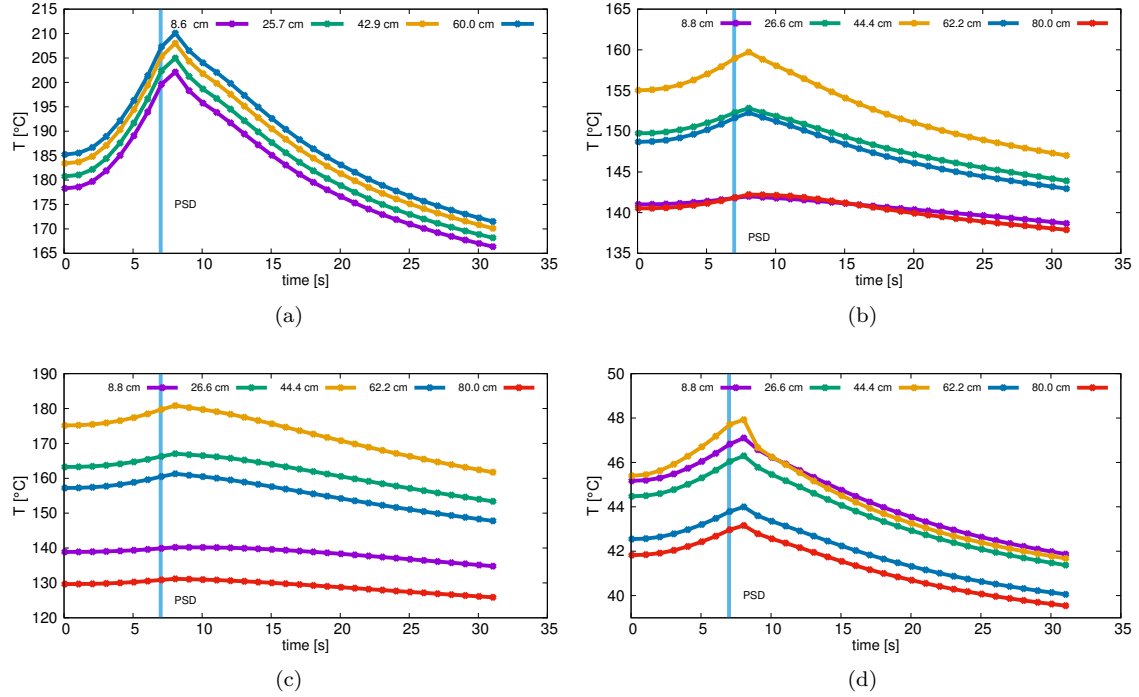 8.6 cm 25.7 cm 42.9 cm 60.0 cm
T [°C]
215
210
205
200
195
190
185
180
175
170
165
PSD
0 5 10 15 20 25 30 35
time [s]
(a)
8.8 cm 26.6 cm 44.4 cm 62.2 cm 80.0 cm
T [°C]
165
160
155
150
145
140
135
PSD
0 5 10 15 20 25 30 35
time [s]
(b)
8.8 cm 26.6 cm 44.4 cm 62.2 cm 80.0 cm
T [°C]
190
180
170
160
150
140
130
120
PSD
0 5 10 15 20 25 30 35
time [s]
(c)
8.8 cm 26.6 cm 44.4 cm 62.2 cm 80.0 cm
T [°C]
50
48
46
44
42
40
PSD
0 5 10 15 20 25 30 35
time [s]
(d)